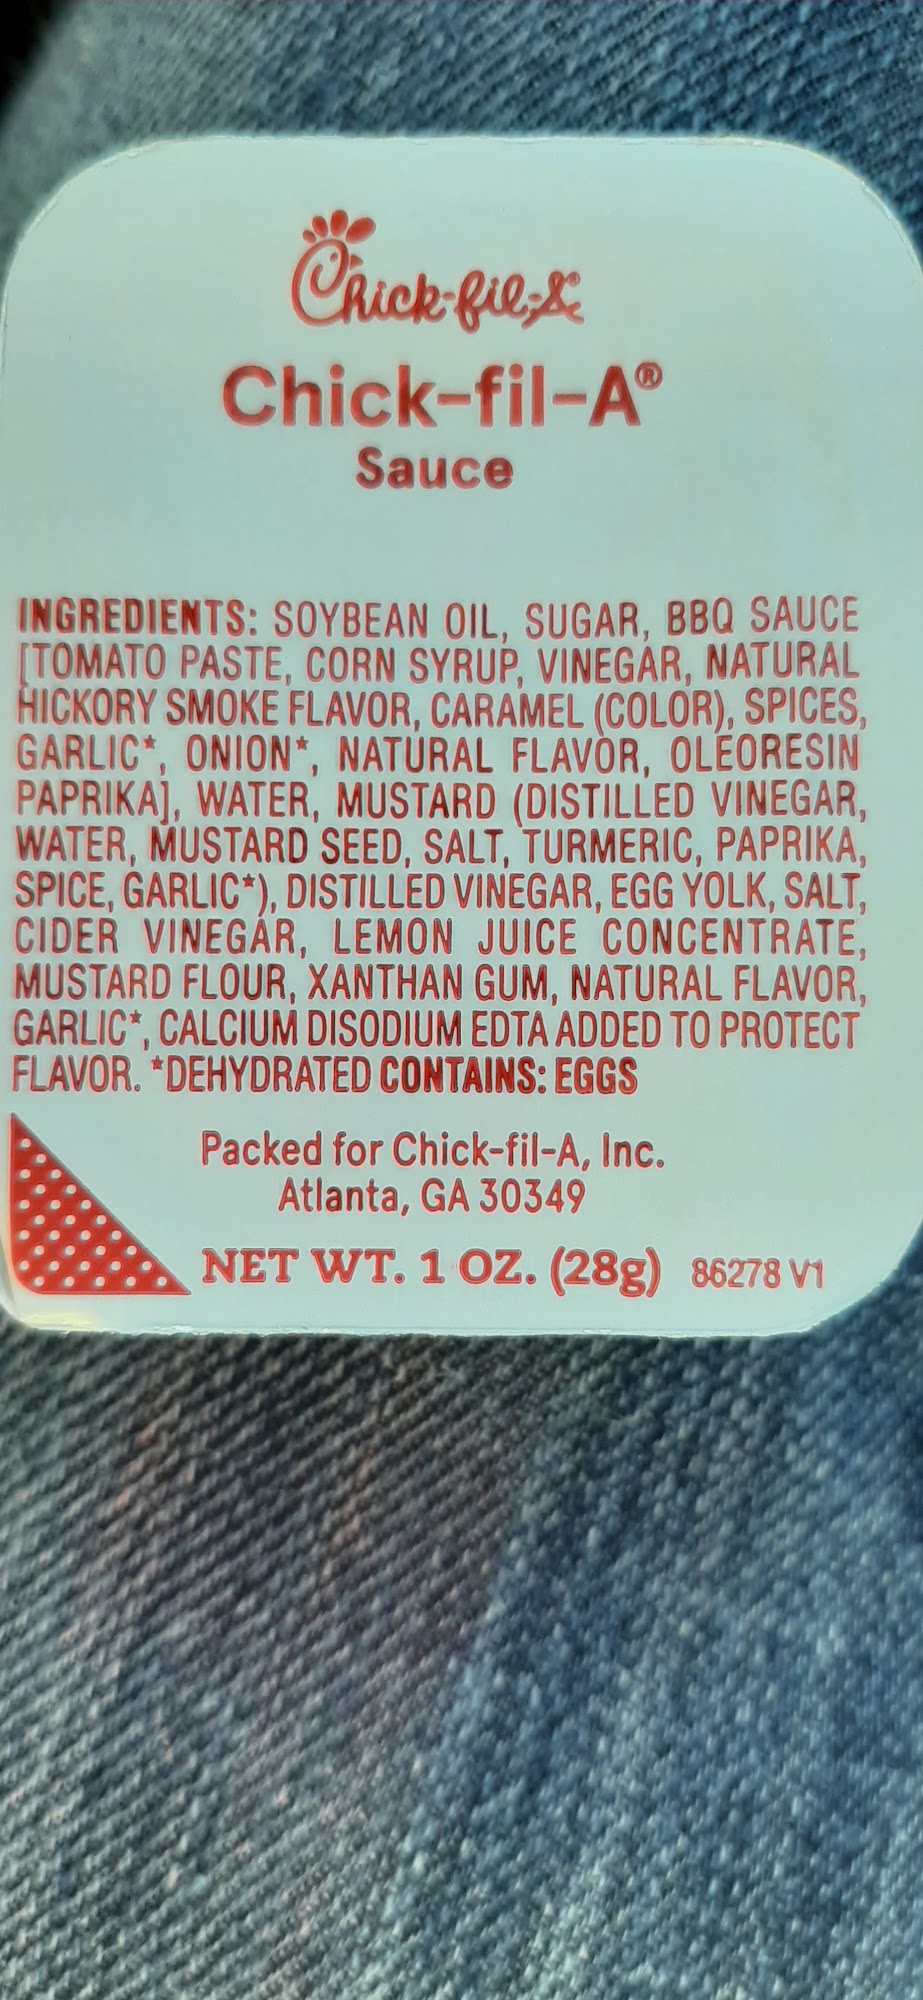 Chick-fil-A®
Chick-fil-A®
Sauce
INGREDIENTS: SOYBEAN OIL, SUGAR, BBQ SAUCE
[TOMATO PASTE, CORN SYRUP, VINEGAR, NATURAL
HICKORY SMOKE FLAVOR, CARAMEL (COLOR), SPICES,
GARLIC*, ONION*, NATURAL FLAVOR, OLEORESIN
PAPRIKA], WATER, MUSTARD (DISTILLED VINEGAR,
WATER, MUSTARD SEED, SALT, TURMERIC, PAPRIKA,
SPICE, GARLIC*), DISTILLED VINEGAR, EGG YOLK, SALT,
CIDER VINEGAR, LEMON JUICE CONCENTRATE,
MUSTARD FLOUR, XANTHAN GUM, NATURAL FLAVOR,
GARLIC*, CALCIUM DISODIUM EDTA ADDED TO PROTECT
FLAVOR. *DEHYDRATED CONTAINS: EGGS
Packed for Chick-fil-A, Inc.
Atlanta, GA 30349
NET WT. 1 OZ. (28g) 86278 V1